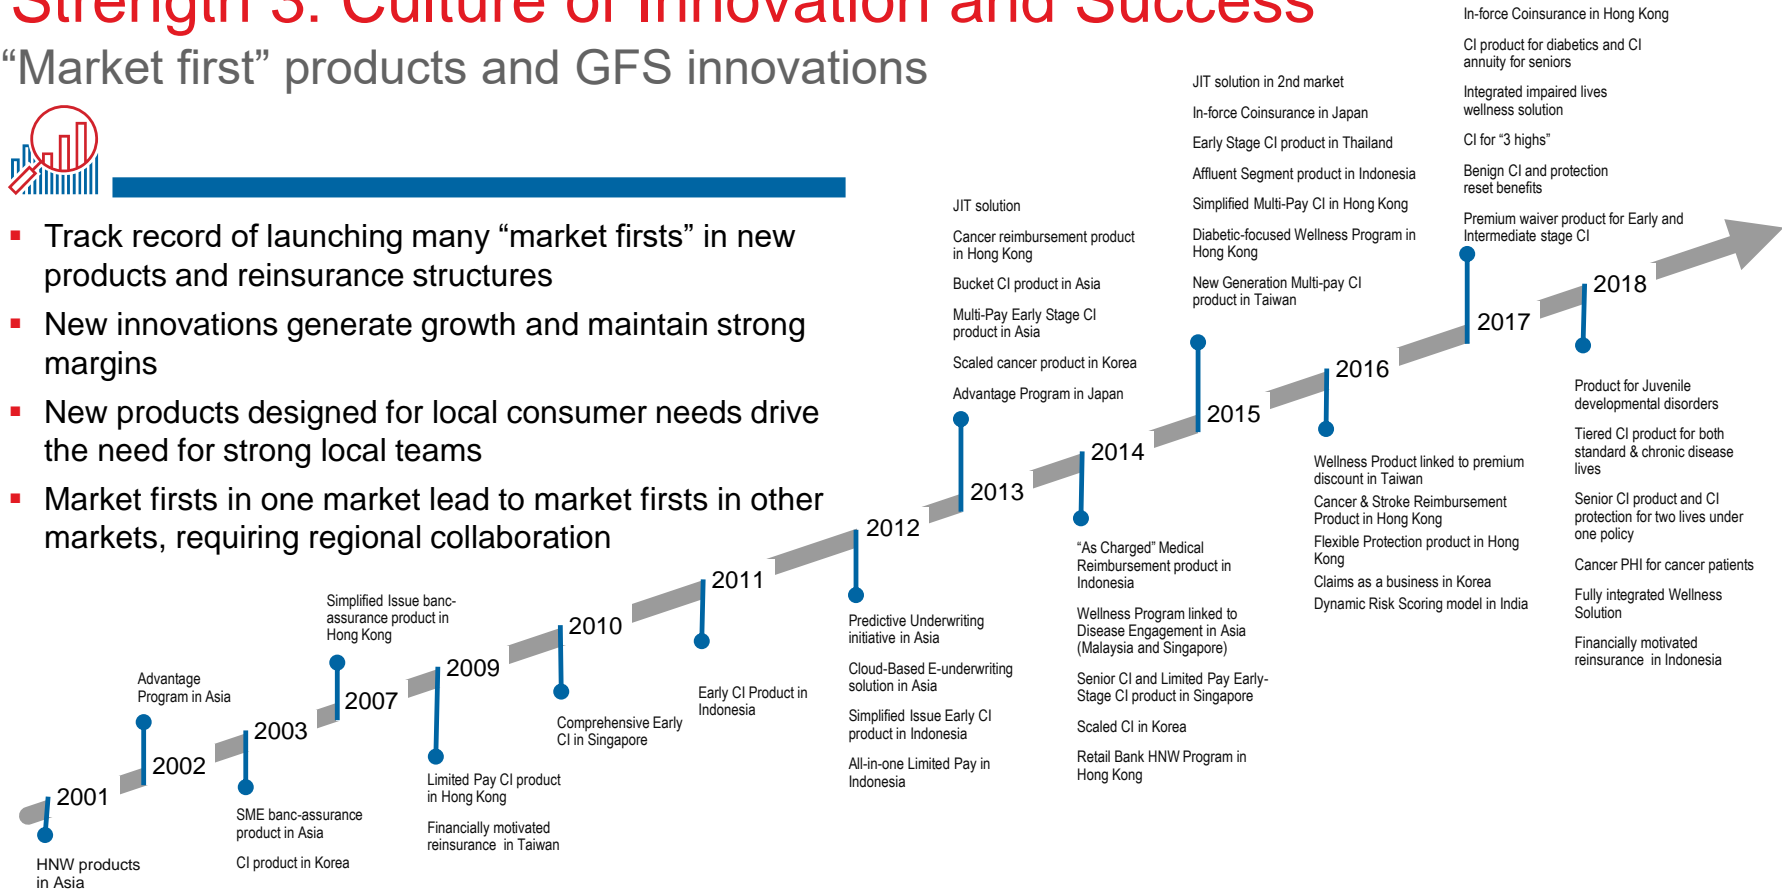 Strength 3: Culture of Innovation and Success
“Market first” products and GFS innovations
Track record of launching many “market firsts” in new
products and reinsurance structures
New innovations generate growth and maintain strong
margins
New products designed for local consumer needs drive
the need for strong local teams
Market firsts in one market lead to market firsts in other
markets, requiring regional collaboration
2001
HNW products
in Asia
2002
Advantage
Program in Asia
2003
SME banc-assurance
product in Asia
CI product in Korea
2007
Simplified Issue banc-
assurance product in
Hong Kong
2009
Limited Pay CI product
in Hong Kong
Financially motivated
reinsurance in Taiwan
2010
Comprehensive Early
CI in Singapore
2011
Early CI Product in
Indonesia
2012
Predictive Underwriting
initiative in Asia
Cloud-Based E-underwriting
solution in Asia
Simplified Issue Early CI
product in Indonesia
All-in-one Limited Pay in
Indonesia
2013
JIT solution
Cancer reimbursement product
in Hong Kong
Bucket CI product in Asia
Multi-Pay Early Stage CI
product in Asia
Scaled cancer product in Korea
Advantage Program in Japan
2014
“As Charged” Medical
Reimbursement product in
Indonesia
Wellness Program linked to
Disease Engagement in Asia
(Malaysia and Singapore)
Senior CI and Limited Pay Early-
Stage CI product in Singapore
Scaled CI in Korea
Retail Bank HNW Program in
Hong Kong
2015
JIT solution in 2nd market
In-force Coinsurance in Japan
Early Stage CI product in Thailand
Affluent Segment product in Indonesia
Simplified Multi-Pay CI in Hong Kong
Diabetic-focused Wellness Program in
Hong Kong
New Generation Multi-pay CI
product in Taiwan
2016
Wellness Product linked to premium
discount in Taiwan
Cancer & Stroke Reimbursement
Product in Hong Kong
Flexible Protection product in Hong
Kong
Claims as a business in Korea
Dynamic Risk Scoring model in India
2017
In-force Coinsurance in Hong Kong
CI product for diabetics and CI
annuity for seniors
Integrated impaired lives
wellness solution
CI for “3 highs”
Benign CI and protection
reset benefits
Premium waiver product for Early and
Intermediate stage CI
2018
Product for Juvenile
developmental disorders
Tiered CI product for both
standard & chronic disease
lives
Senior CI product and CI
protection for two lives under
one policy
Cancer PHI for cancer patients
Fully integrated Wellness
Solution
Financially motivated
reinsurance in Indonesia